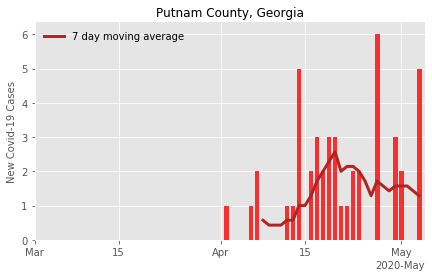 Putnam County, Georgia
7 day moving average
New Covid-19 Cases
6
5
4
3
2
1
0
Mar 15 Apr 15 May
2020-May